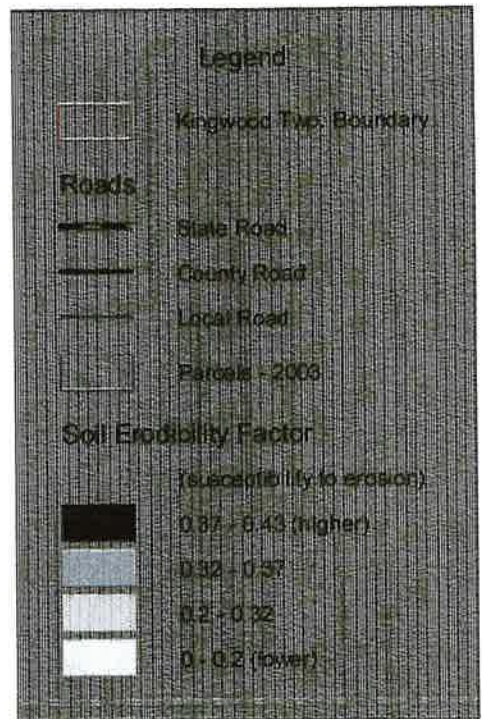 Legend
Kingwood Twp. Boundary
Roads
State Road
County Road
Local Road
Parcels - 2003
Soil Erodibility Factor
(susceptibility to erosion)
0.37 - 0.43 (higher)
0.32 - 0.37
0.2 - 0.32
0 - 0.2 (lower)